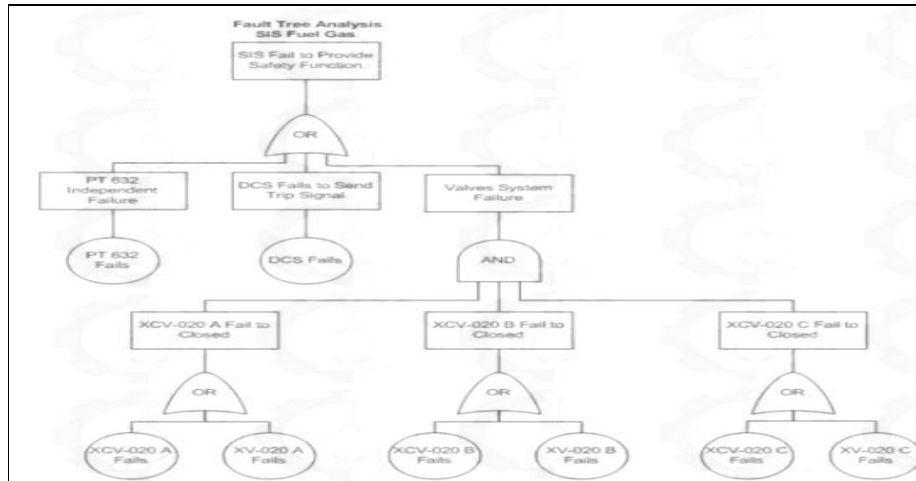 Fault Tree Analysis
SIS Fuel Gas
SIS Fail to Provide
Safety Function
OR
PT 632
Independent
Failure
DCS Fails to Send
Trip Signal
Valves System
Failure
PT 632
Fails
DCS Fails
AND
XCV-020 A Fail to
Closed
XCV-020 B Fail to
Closed
XCV-020 C Fail to
Closed
OR
OR
OR
XCV-020 A
Fails
XV-020 A
Fails
XCV-020 B
Fails
XV-020 B
Fails
XCV-020 C
Fails
XV-020 C
Fails